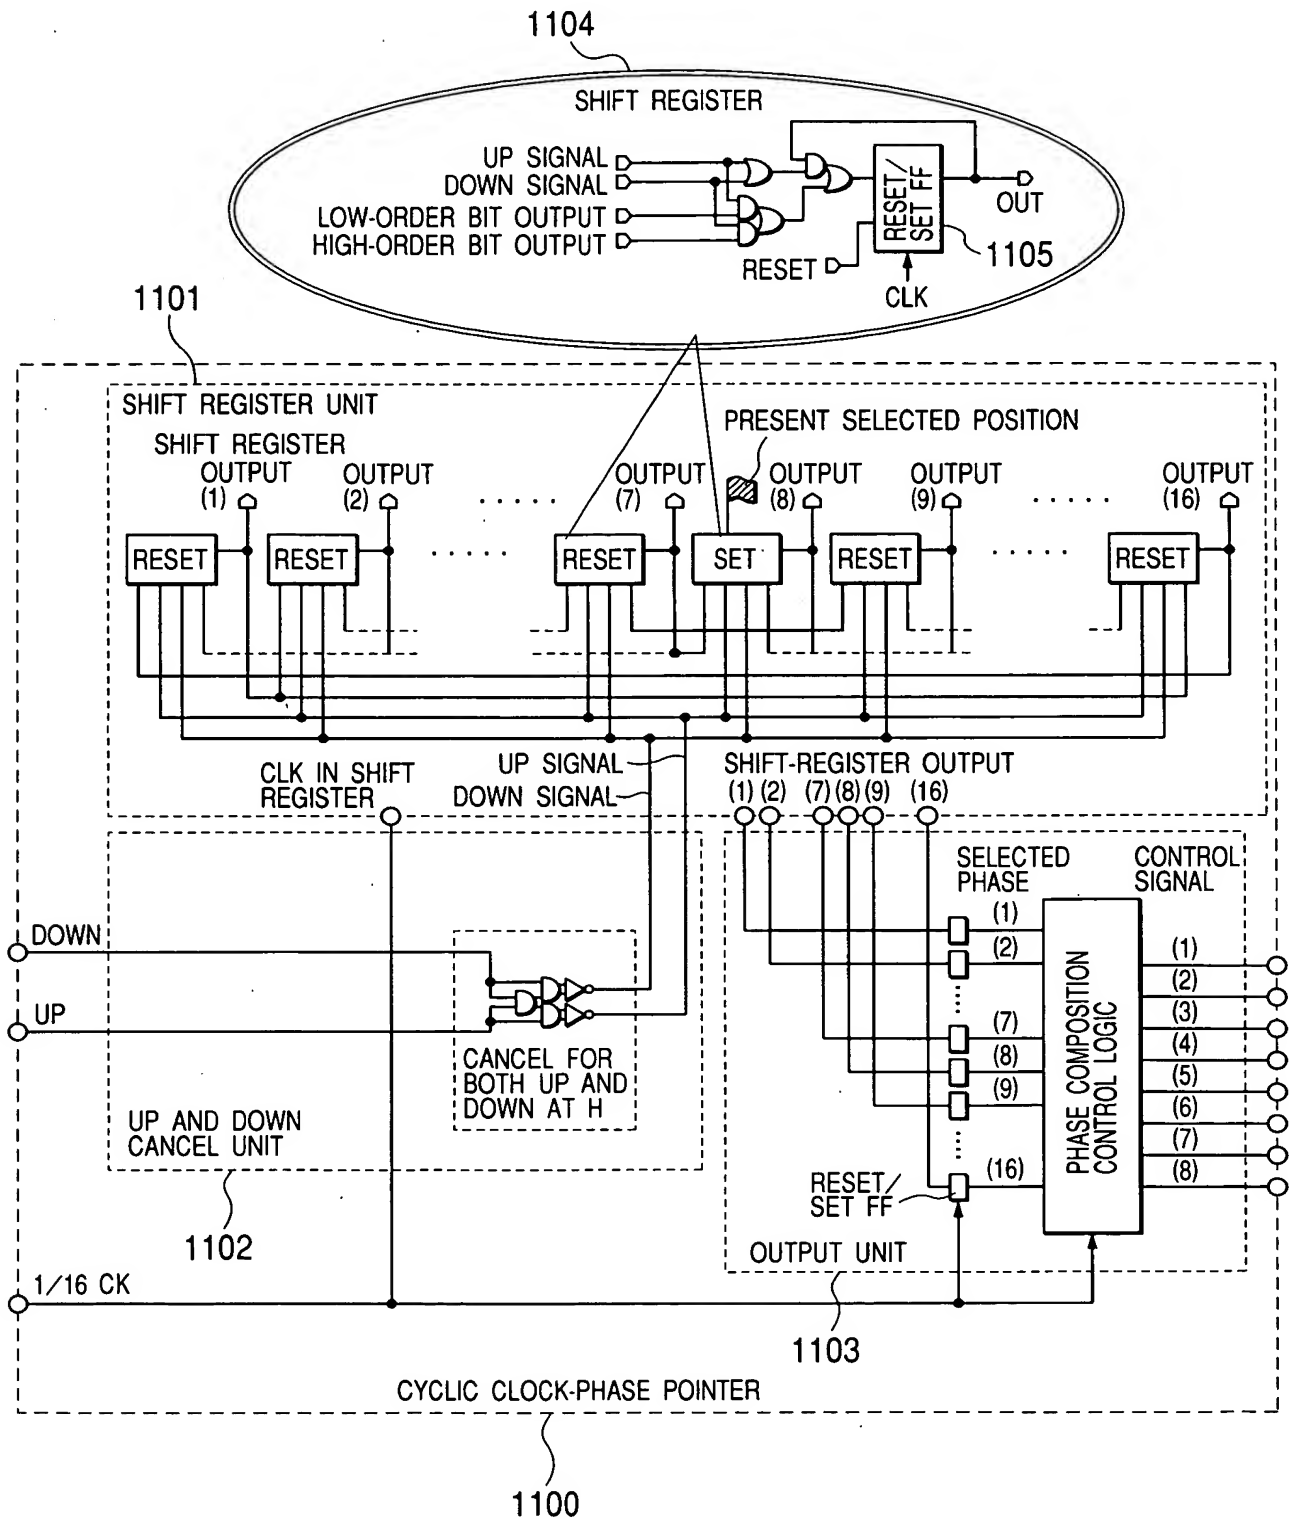 1104
SHIFT REGISTER
UP SIGNAL
DOWN SIGNAL
LOW-ORDER BIT OUTPUT
HIGH-ORDER BIT OUTPUT
RESET
RESET/
SET FF
OUT
1105
CLK
1101
SHIFT REGISTER UNIT
PRESENT SELECTED POSITION
SHIFT REGISTER
OUTPUT
(1)
OUTPUT
(2)
OUTPUT
(7)
OUTPUT
(8)
OUTPUT
(9)
OUTPUT
(16)
RESET
RESET
RESET
SET
RESET
RESET
CLK IN SHIFT
REGISTER
UP SIGNAL
DOWN SIGNAL
SHIFT-REGISTER OUTPUT
(1) (2) (7) (8) (9) (16)
SELECTED
PHASE
CONTROL
SIGNAL
DOWN
UP
CANCEL FOR
BOTH UP AND
DOWN AT H
UP AND DOWN
CANCEL UNIT
1102
(1)
(2)
(7)
(8)
(9)
(16)
PHASE COMPOSITION
CONTROL LOGIC
(1)
(2)
(3)
(4)
(5)
(6)
(7)
(8)
RESET/
SET FF
OUTPUT UNIT
1103
1/16 CK
CYCLIC CLOCK-PHASE POINTER
1100